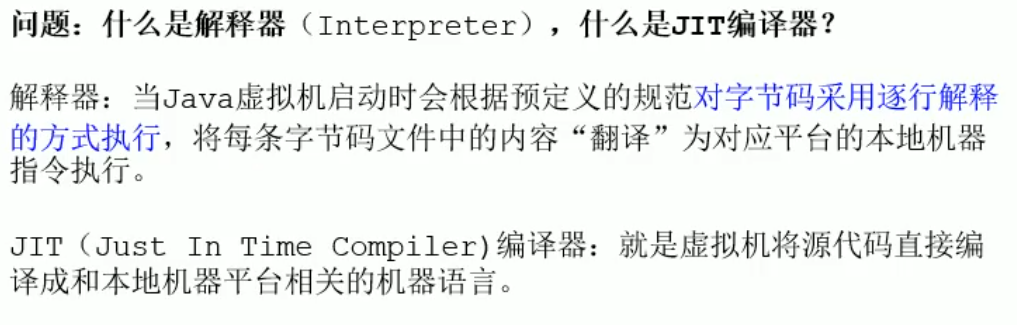 问题：什么是解释器（Interpreter），什么是JIT编译器？
解释器：当Java虚拟机启动时会根据预定义的规范对字节码采用逐行解释
的方式执行，将每条字节码文件中的内容“翻译”为对应平台的本地机器
指令执行。
JIT（Just In Time Compiler)编译器：就是虚拟机将源代码直接编
译成和本地机器平台相关的机器语言。